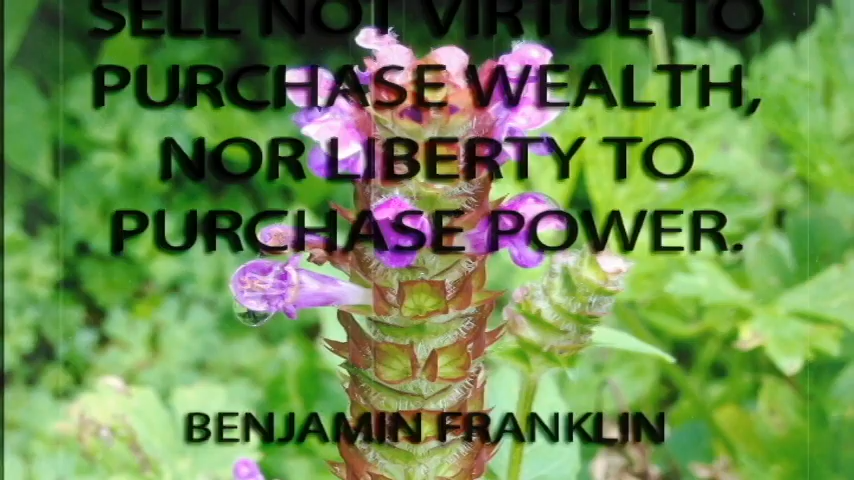 SELL NOT VIRTUE TO
PURCHASE WEALTH,
NOR LIBERTY TO
PURCHASE POWER.
BENJAMIN FRANKLIN